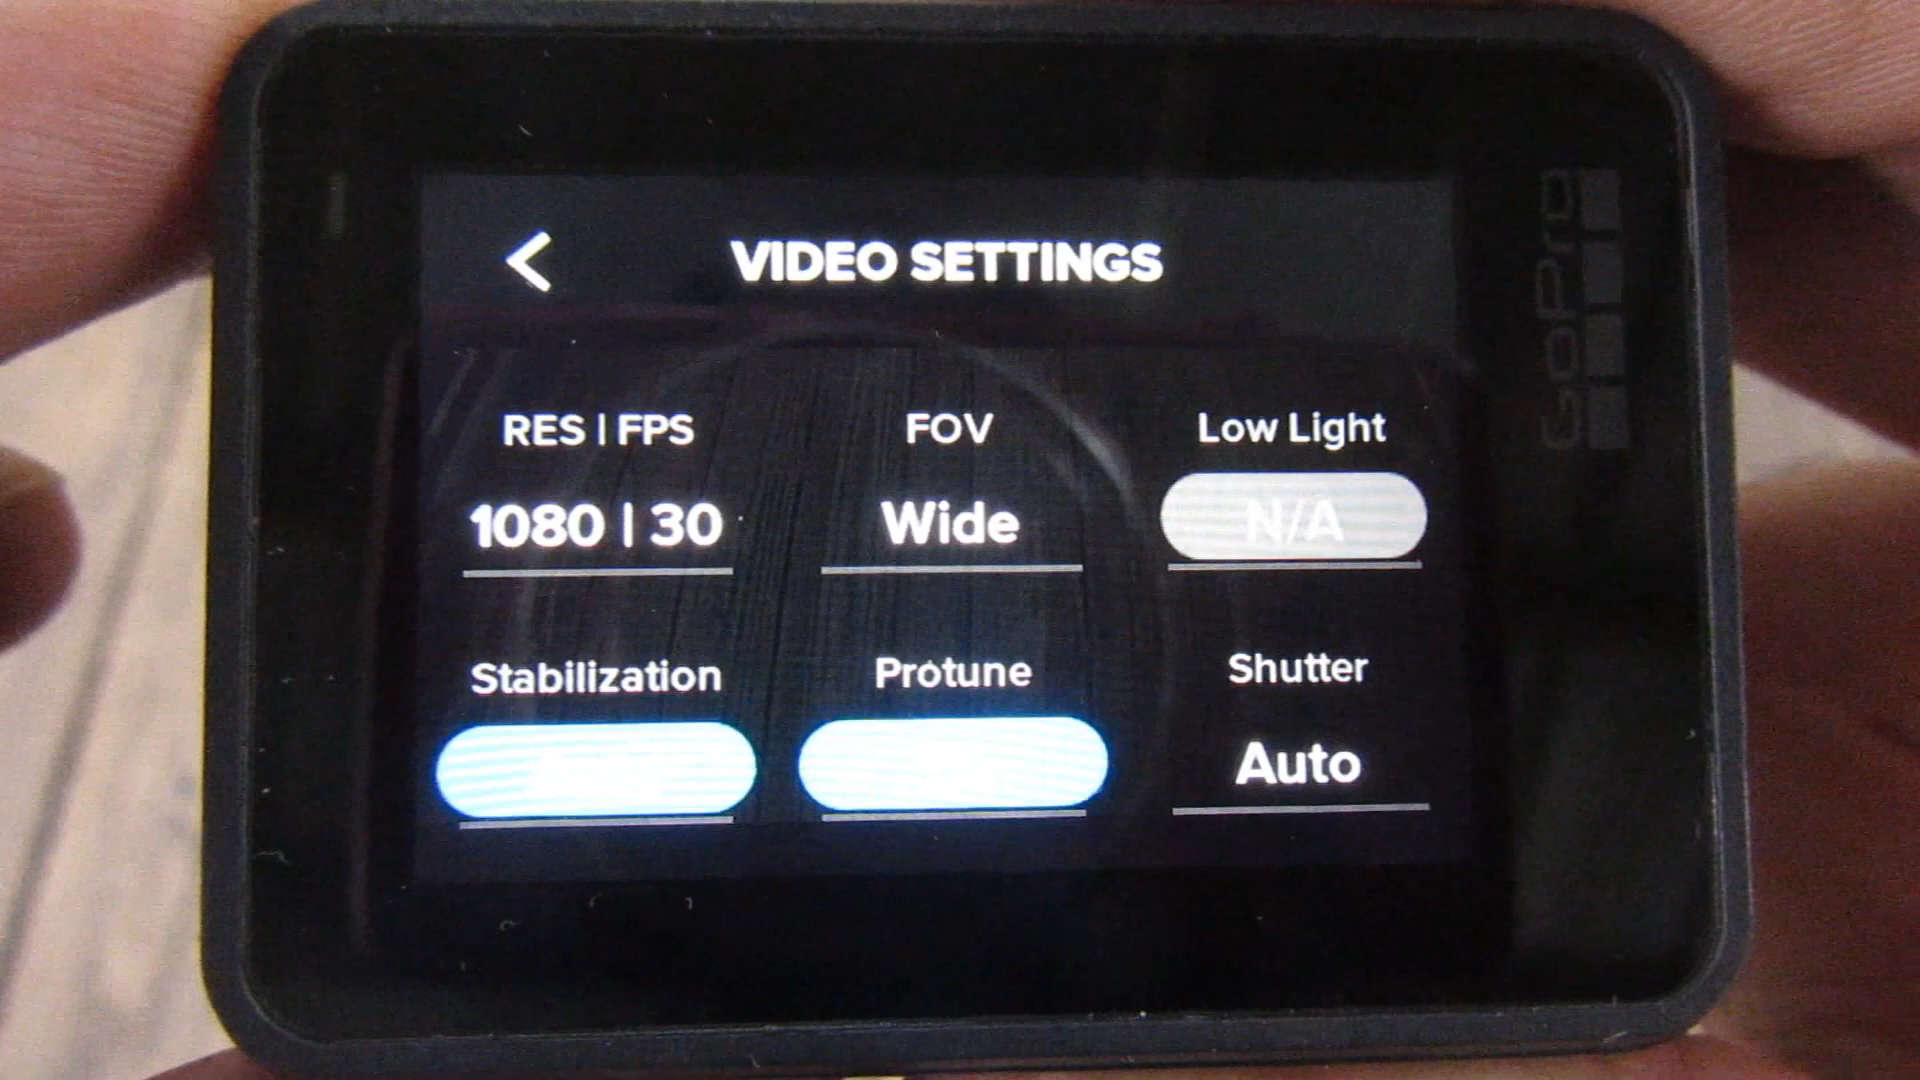 VIDEO SETTINGS
RES | FPS
FOV
Low Light
1080 | 30
Wide
N/A
Stabilization
Protune
Shutter
Auto
GoPro